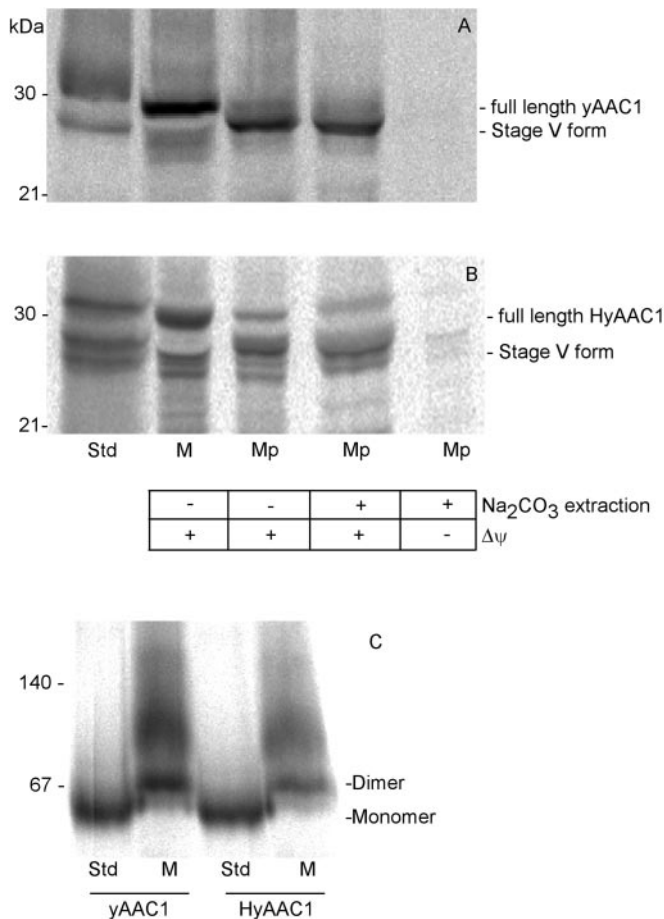 kDa
A
30 -
- full length yAAC1
- Stage V form
21-
B
30 -
- full length HyAAC1
- Stage V form
21-
Std M Mp Mp Mp
- - + + Na2CO3 extraction
+ + + - Δψ
C
140 -
67 -
-Dimer
-Monomer
Std M Std M
yAAC1 HyAAC1